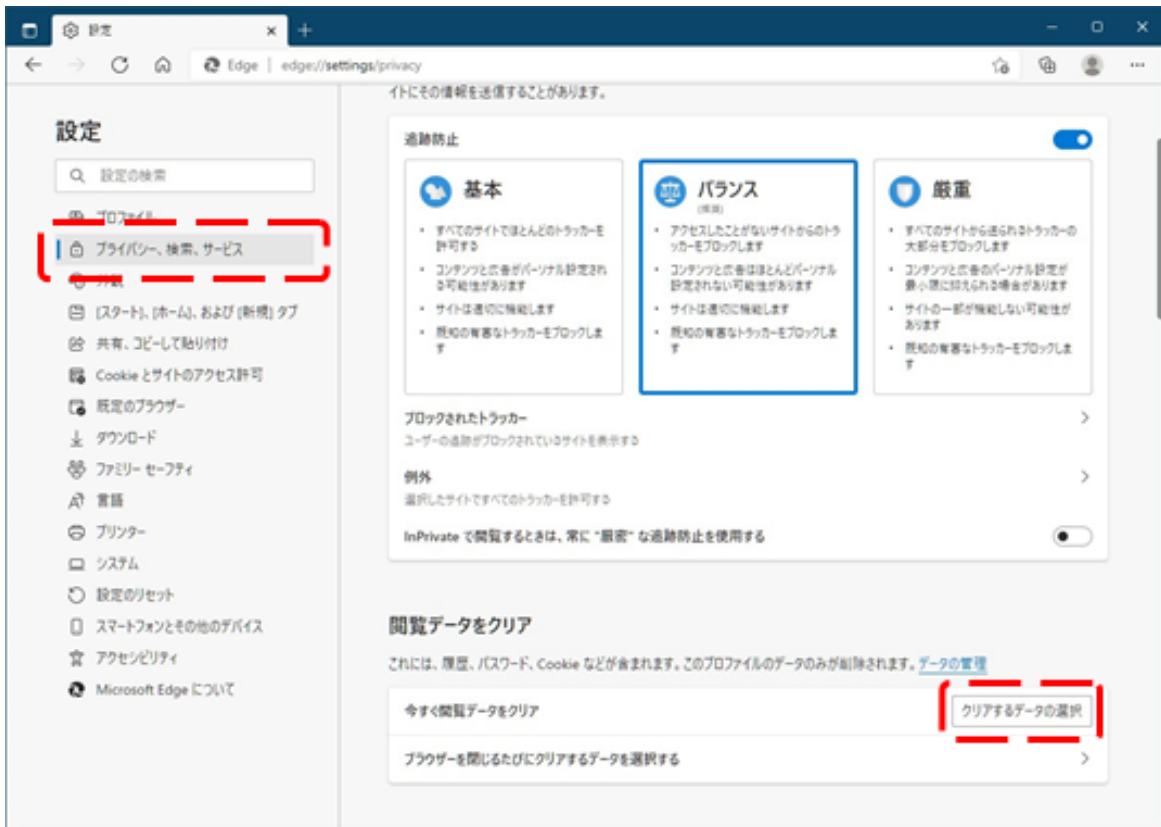 設定
Edge | edge://settings/privacy
イトにその情報を送信することがあります。
設定
設定の検索
プロファイル
プライバシー、検索、サービス
外観
[スタート]、[ホーム]、および [新規] タブ
共有、コピーして貼り付け
Cookie とサイトのアクセス許可
既定のブラウザー
ダウンロード
ファミリー セーフティ
言語
プリンター
システム
設定のリセット
スマートフォンとその他のデバイス
アクセシビリティ
Microsoft Edge について
追跡防止
基本
・ すべてのサイトでほとんどのトラッカーを
許可する
・ コンテンツと広告がパーソナル設定され
る可能性があります
・ サイトは適切に機能します
・ 既知の有害なトラッカーをブロックしま
す
バランス
(推奨)
・ アクセスしたことがないサイトからのトラ
ッカーをブロックします
・ コンテンツと広告はほとんどパーソナル
設定されない可能性があります
・ サイトは適切に機能します
・ 既知の有害なトラッカーをブロックしま
す
厳重
・ すべてのサイトから送られるトラッカーの
大部分をブロックします
・ コンテンツと広告のパーソナル設定が
最小限に抑えられる場合があります
・ サイトの一部が機能しない可能性が
あります
・ 既知の有害なトラッカーをブロックしま
す
ブロックされたトラッカー
ユーザーの追跡がブロックされているサイトを表示する
例外
選択したサイトですべてのトラッカーを許可する
InPrivate で閲覧するときは、常に "厳密" な追跡防止を使用する
閲覧データをクリア
これには、履歴、パスワード、Cookie などが含まれます。このプロファイルのデータのみが削除されます。データの管理
今すぐ閲覧データをクリア
クリアするデータの選択
ブラウザーを閉じるたびにクリアするデータを選択する